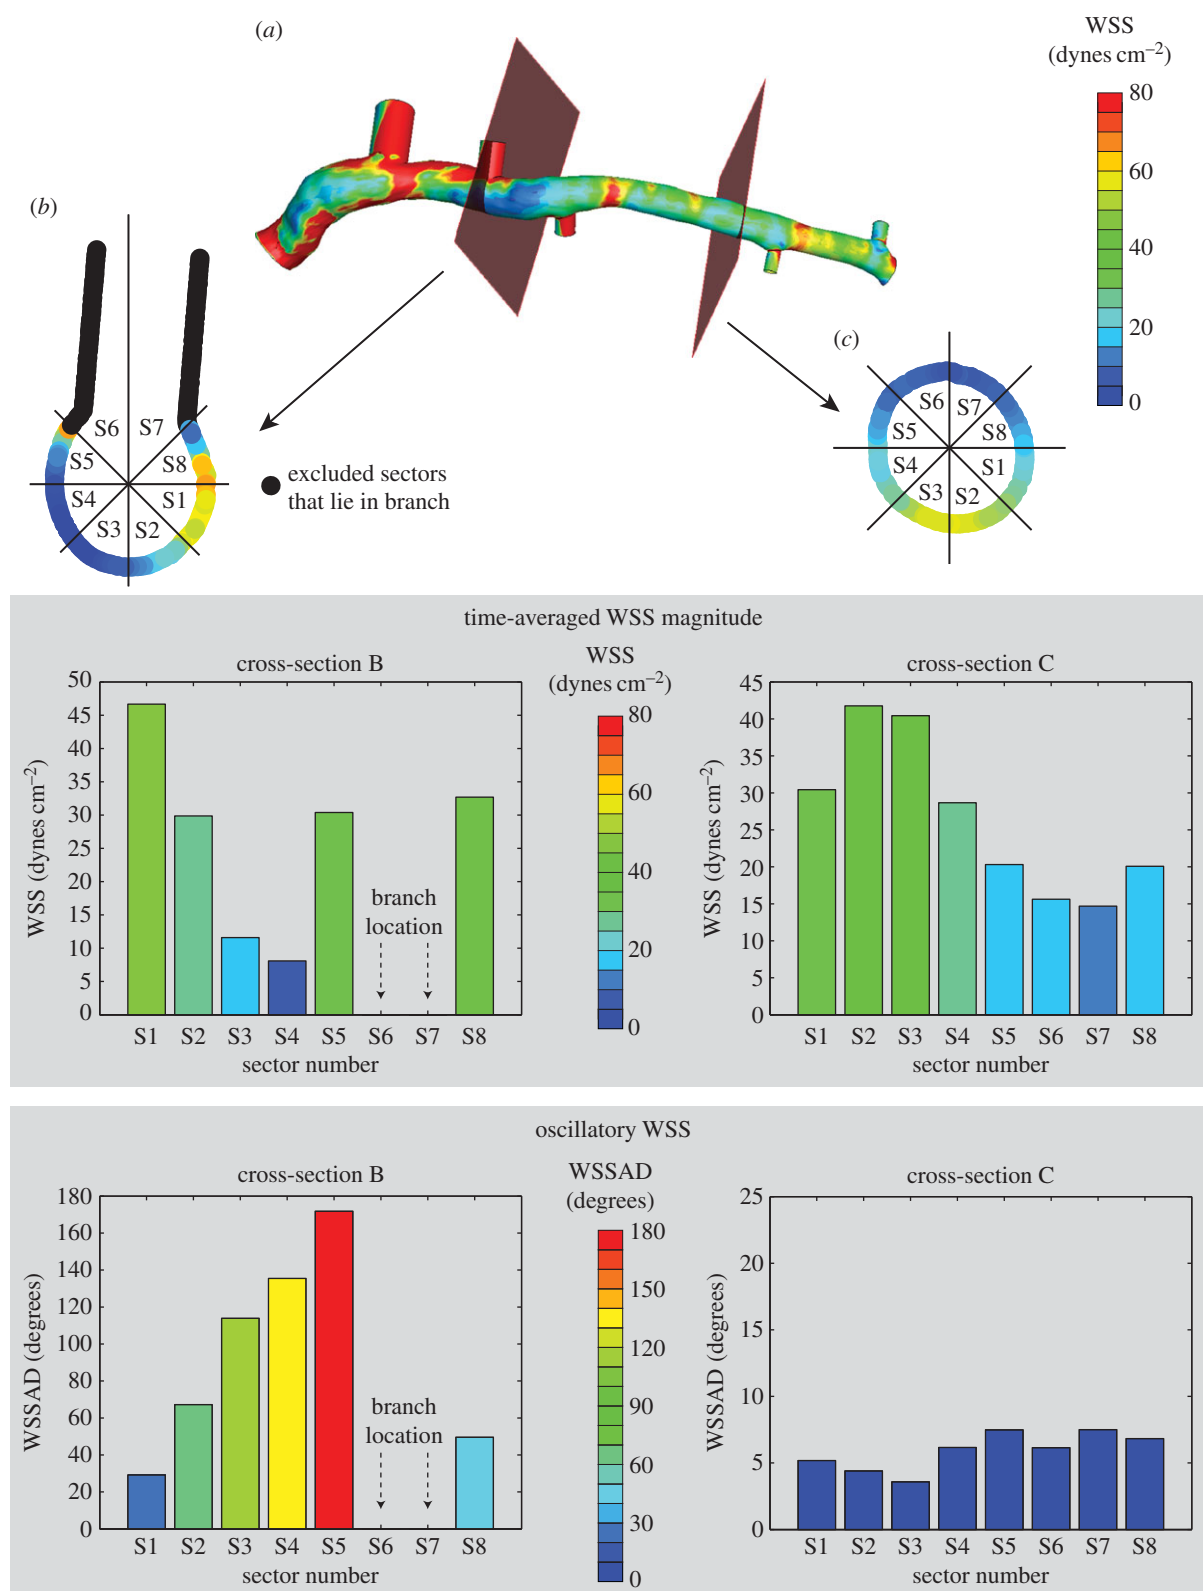 (a)
WSS
(dynes cm⁻²)
80
60
40
20
0
(b)
S6 S7
S5 S8
S4 S1
S3 S2
excluded sectors
that lie in branch
(c)
S6 S7
S5 S8
S4 S1
S3 S2
time-averaged WSS magnitude
cross-section B
WSS (dynes cm⁻²)
50
45
40
35
30
25
20
15
10
5
0
branch
location
S1 S2 S3 S4 S5 S6 S7 S8
sector number
WSS
(dynes cm⁻²)
80
60
40
20
0
cross-section C
WSS (dynes cm⁻²)
45
40
35
30
25
20
15
10
5
0
S1 S2 S3 S4 S5 S6 S7 S8
sector number
oscillatory WSS
cross-section B
WSSAD (degrees)
180
160
140
120
100
80
60
40
20
0
branch
location
S1 S2 S3 S4 S5 S6 S7 S8
sector number
WSSAD
(degrees)
180
150
120
90
60
30
0
cross-section C
WSSAD (degrees)
25
20
15
10
5
0
S1 S2 S3 S4 S5 S6 S7 S8
sector number